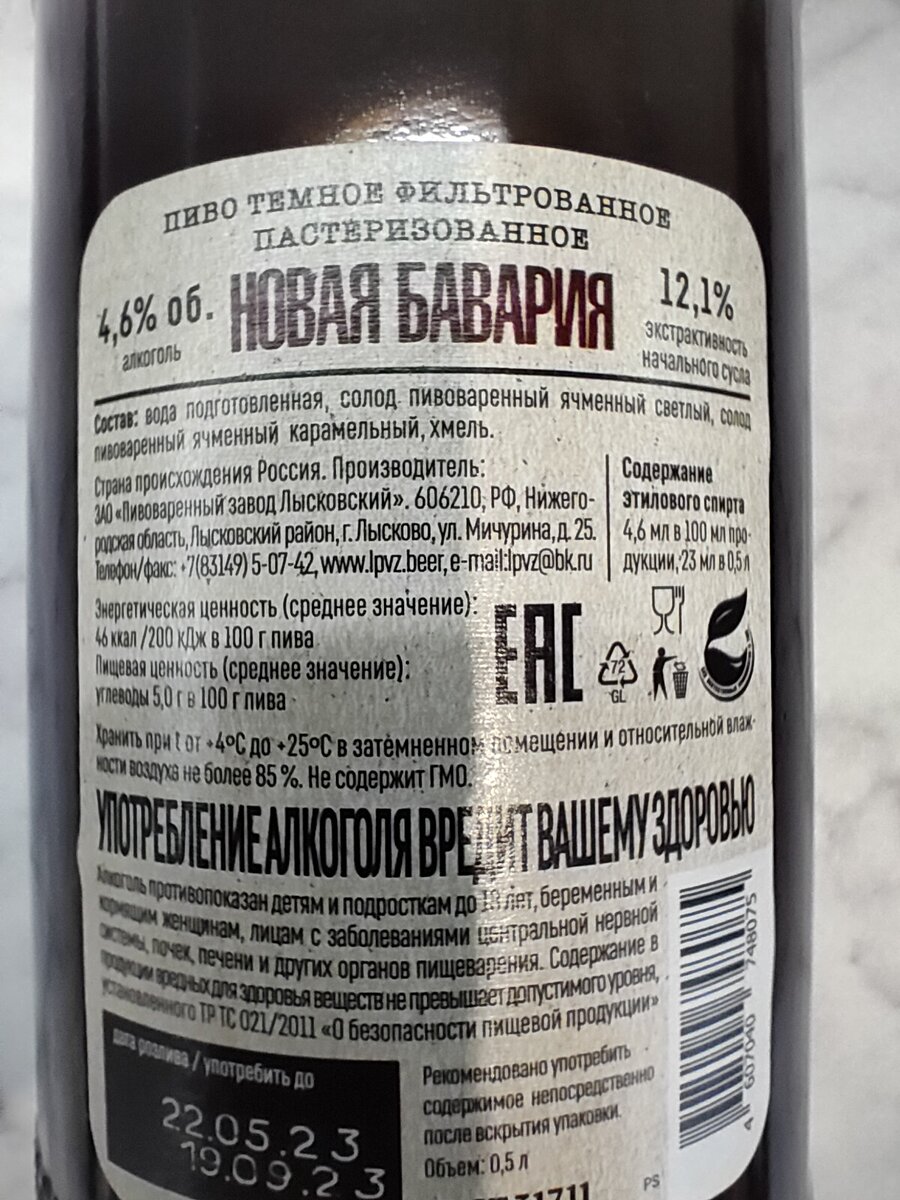 ПИВО ТЕМНОЕ ФИЛЬТРОВАННОЕ
ПАСТЕРИЗОВАННОЕ
4,6% об.
алкоголь
НОВАЯ БАВАРИЯ
12,1%
экстрактивность
начального сусла
Состав: вода подготовленная, солод пивоваренный ячменный светлый, солод
пивоваренный ячменный карамельный, хмель.
Страна происхождения Россия. Производитель:
ЗАО «Пивоваренный завод Лысковский». 606210, РФ, Нижего-
родская область, Лысковский район, г. Лысково, ул. Мичурина, д. 25.
Телефон/факс: +7(83149) 5-07-42, www.lpvz.beer, e-mail:lpvz@bk.ru
Содержание
этилового спирта
4,6 мл в 100 мл про-
дукции, 23 мл в 0,5 л
Энергетическая ценность (среднее значение):
46 ккал /200 кДж в 100 г пива
Пищевая ценность (среднее значение):
углеводы 5,0 г в 100 г пива
EAC
72
GL
Хранить при t от +4°С до +25°С в затемненном помещении и относительной влаж-
ности воздуха не более 85 %. Не содержит ГМО.
УПОТРЕБЛЕНИЕ АЛКОГОЛЯ ВРЕДИТ ВАШЕМУ ЗДОРОВЬЮ
Алкоголь противопоказан детям и подросткам до 18 лет, беременным и
кормящим женщинам, лицам с заболеваниями центральной нервной
системы, почек, печени и других органов пищеварения. Содержание в
продукции вредных для здоровья веществ не превышает допустимого уровня,
установленного ТР ТС 021/2011 «О безопасности пищевой продукции»
дата розлива / употребить до
22.05.23
19.09.23
Рекомендовано употребить
содержимое непосредственно
после вскрытия упаковки.
Объем: 0,5 л
PS
4 607040 748075